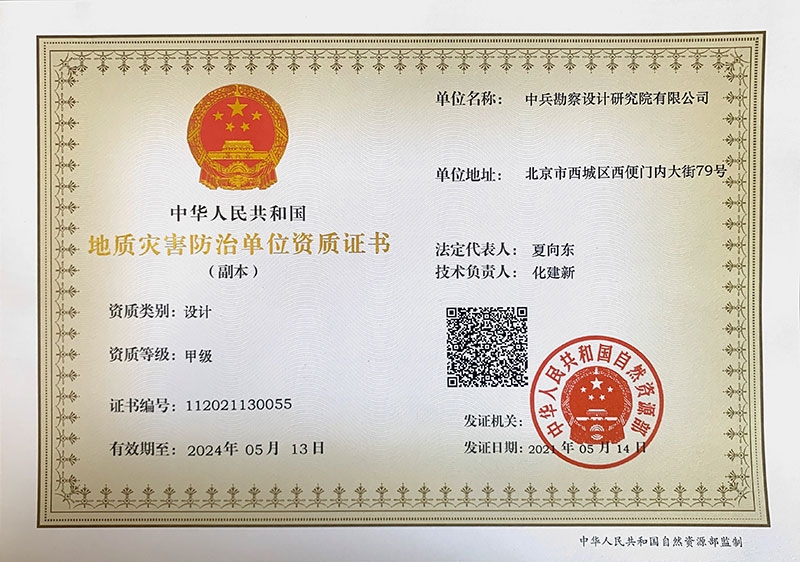 中华人民共和国
地质灾害防治单位资质证书
(副本)
资质类别: 设计
资质等级: 甲级
证书编号: 112021130055
有效期至: 2024年 05月 13日
单位名称: 中兵勘察设计研究院有限公司
单位地址: 北京市西城区西便门内大街79号
法定代表人: 夏向东
技术负责人: 化建新
发证机关:
中华人民共和国自然资源部
发证日期: 2021年 05月 14日
中华人民共和国自然资源部监制